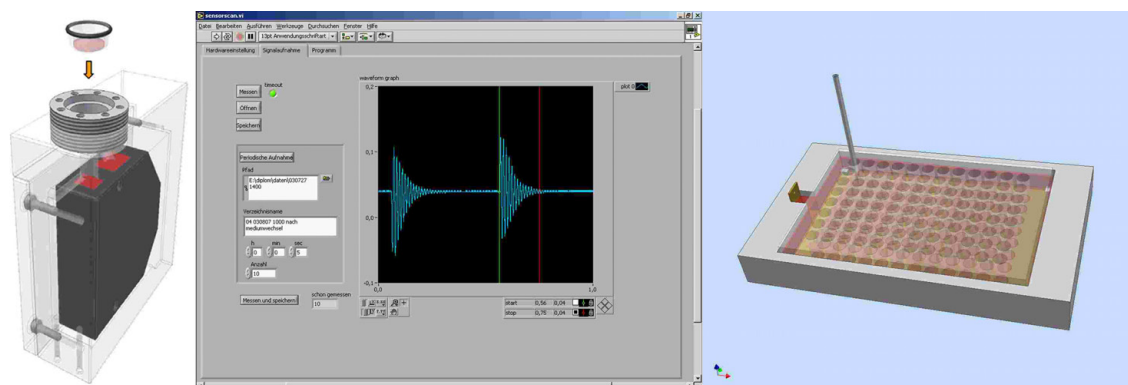 sensorscan.vi
Datei Bearbeiten Ausführen Werkzeuge Durchsuchen Fenster Hilfe
13pt Anwendungsschriftart
1
Hardwareeinstellung Signalaufnahme Programm
Messen
timeout
Öffnen
Speichern
Periodische Aufnahme
Pfad
E:\diplom\daten\030727
1400
Verzeichnisname
04 030807 1000 nach
mediumwechsel
h min sec
0 0 5
Anzahl
10
Messen und speichern
schon gemessen
10
waveform graph
plot 0
0,2
0,1
0,0
-0,1
0,0 1,0
start 0,56 0,04
stop 0,75 0,04